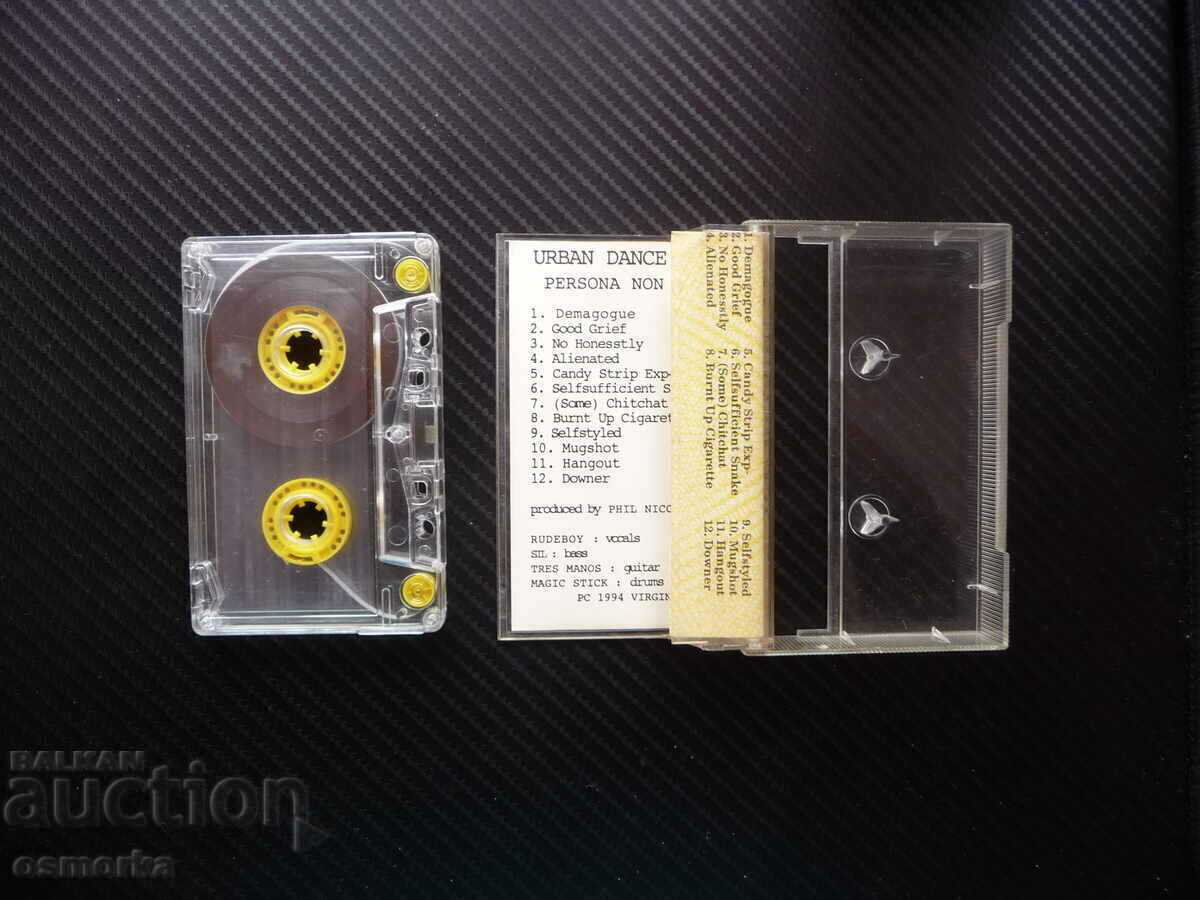 URBAN DANCE
PERSONA NON
1. Demagogue
2. Good Grief
3. No Honesstly
4. Alienated
5. Candy Strip Exp-
6. Selfsufficient S
7. (Some) Chitchat
8. Burnt Up Cigaret
9. Selfstyled
10. Mugshot
11. Hangout
12. Downer
produced by PHIL NICO
RUDEBOY : vocals
SIL : bass
TRES MANOS : guitar
MAGIC STICK : drums
PC 1994 VIRGIN
1. Demagogue
2. Good Grief
3. No Honesstly
4. Alienated
5. Candy Strip Exp-
6. Selfsufficient Snake
7. (Some) Chitchat
8. Burnt Up Cigarette
9. Selfstyled
10. Mugshot
11. Hangout
12. Downer
BALKAN
auction
osmorka